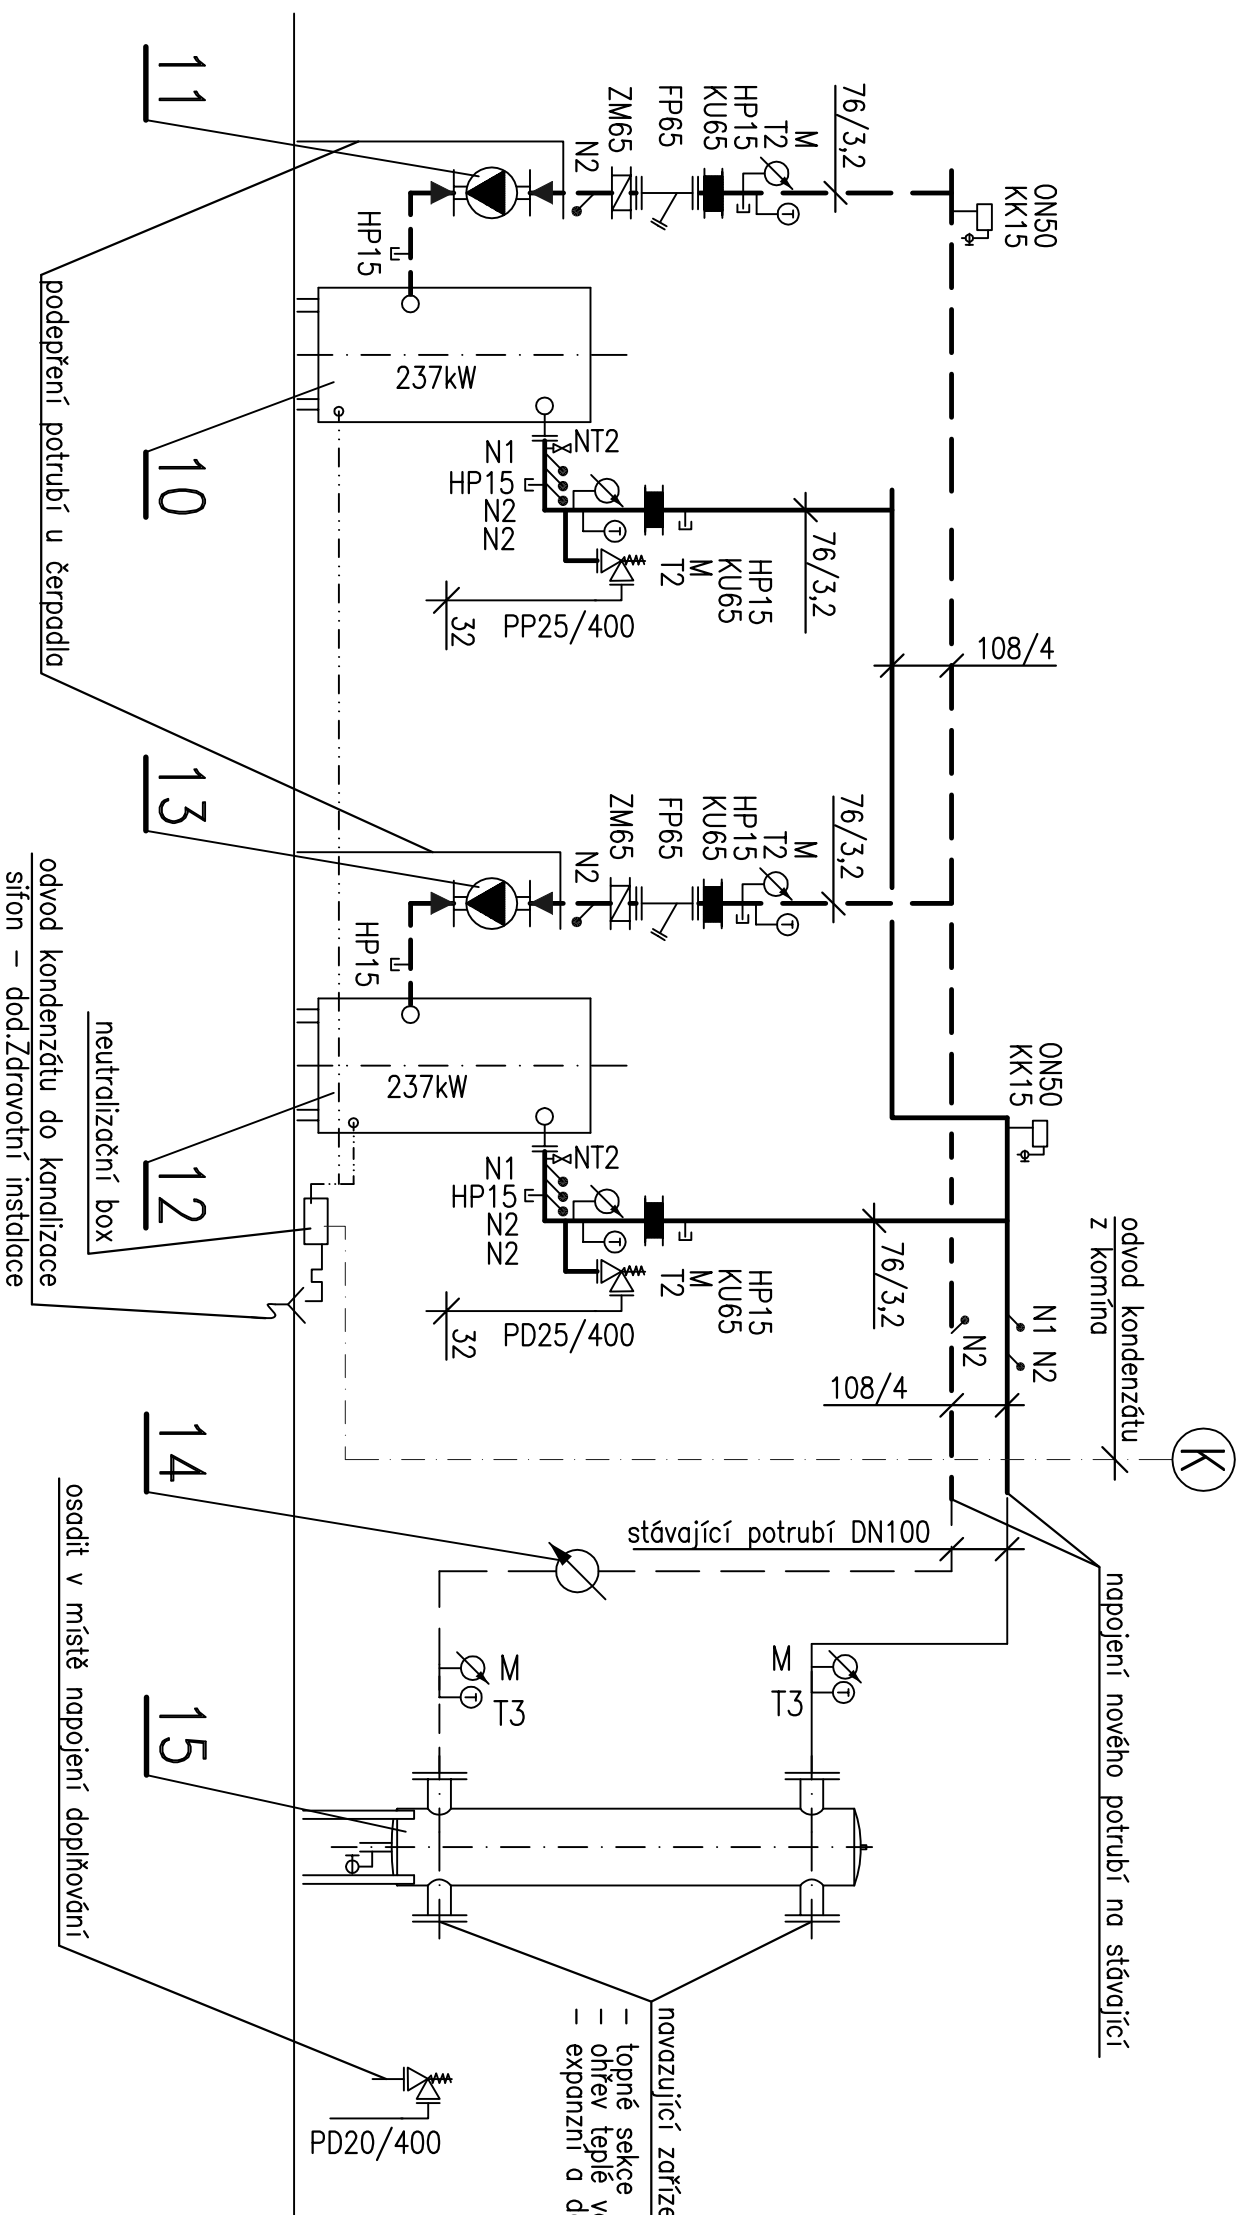 11
podepření potrubí u čerpadla
10
13
odvod kondenzátu do kanalizace
sifon – dod.Zdravotní instalace
neutralizační box
12
14
osadit v místě napojení doplňování
15
76/3,2
M
T2
HP15
KU65
FP65
ZM65
N2
HP15
ON50
KK15
237kW
NT2
N1
HP15
N2
N2
HP15
KU65
M
T2
76/3,2
PP25/400
32
108/4
76/3,2
M
T2
HP15
KU65
FP65
ZM65
N2
HP15
ON50
KK15
237kW
NT2
N1
HP15
N2
N2
HP15
KU65
M
T2
76/3,2
PD25/400
32
N1 N2
N2
108/4
odvod kondenzátu
z komína
K
stávající potrubí DN100
napojení nového potrubí na stávající
M
T3
M
T3
T
T
T
T
T
T
navazující
– topné sekce
– ohřev teplé
– expanzní a
PD20/400